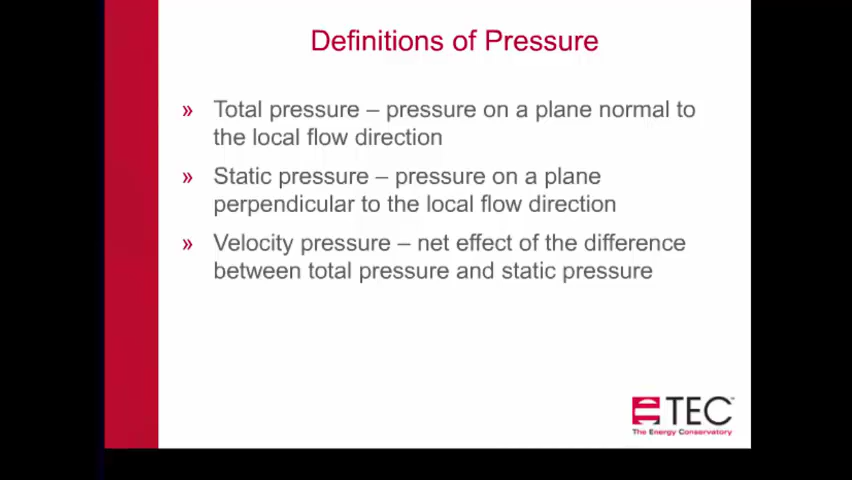 Definitions of Pressure
» Total pressure – pressure on a plane normal to
the local flow direction
» Static pressure – pressure on a plane
perpendicular to the local flow direction
» Velocity pressure – net effect of the difference
between total pressure and static pressure
TEC™
The Energy Conservatory